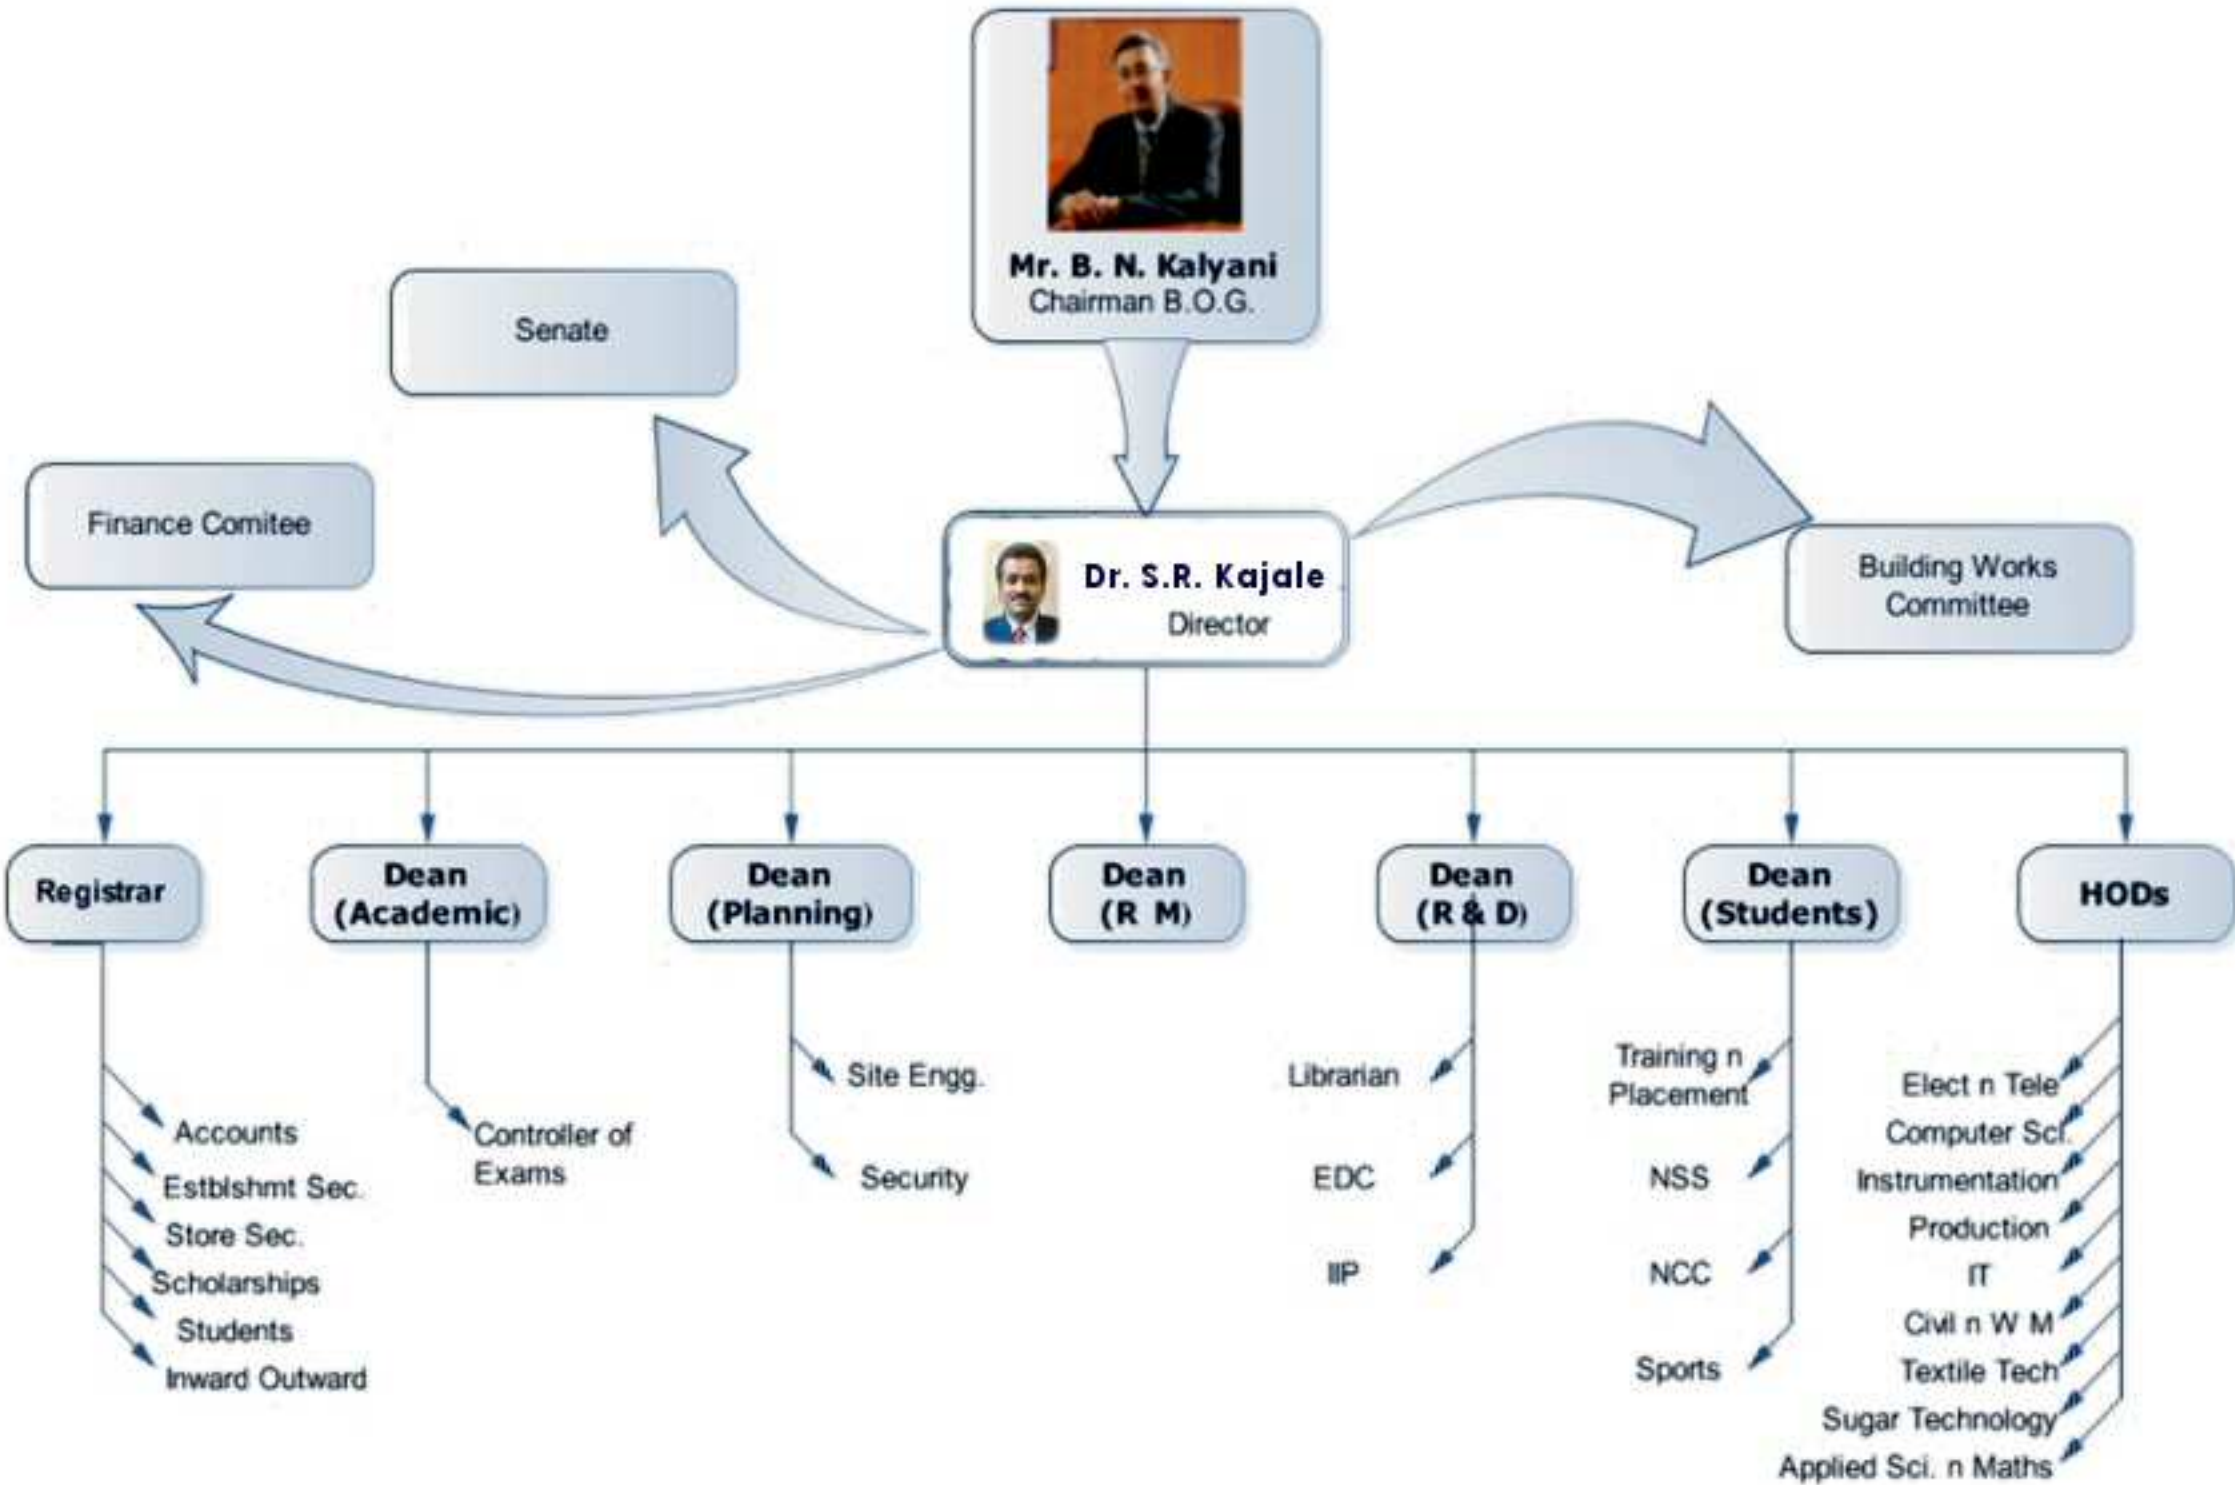 Mr. B. N. Kalyani
Chairman B.O.G.
Senate
Finance Comitee
Dr. S.R. Kajale
Director
Building Works
Committee
Registrar
Dean
(Academic)
Dean
(Planning)
Dean
(R M)
Dean
(R & D)
Dean
(Students)
HODs
Accounts
Estblshmt Sec.
Store Sec.
Scholarships
Students
Inward Outward
Controller of
Exams
Site Engg.
Security
Librarian
EDC
IIP
Training n
Placement
NSS
NCC
Sports
Elect n Tele
Computer Sci.
Instrumentation
Production
IT
Civil n W M
Textile Tech
Sugar Technology
Applied Sci. n Maths